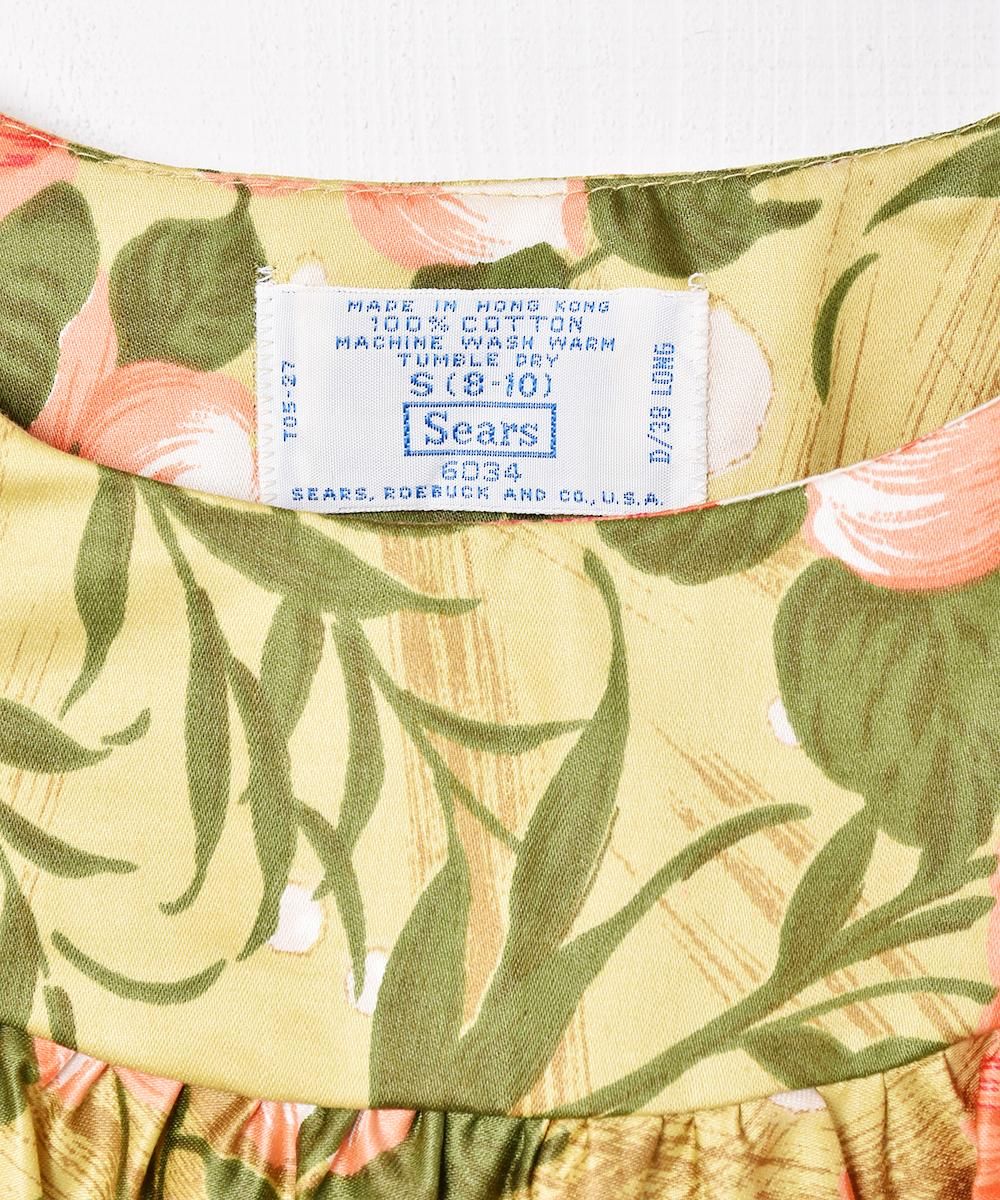 MADE IN HONG KONG
100% COTTON
MACHINE WASH WARM
TUMBLE DRY
S (8-10)
Sears
6034
SEARS, ROEBUCK AND CO., U.S.A.
T05-27
D/38 LONG